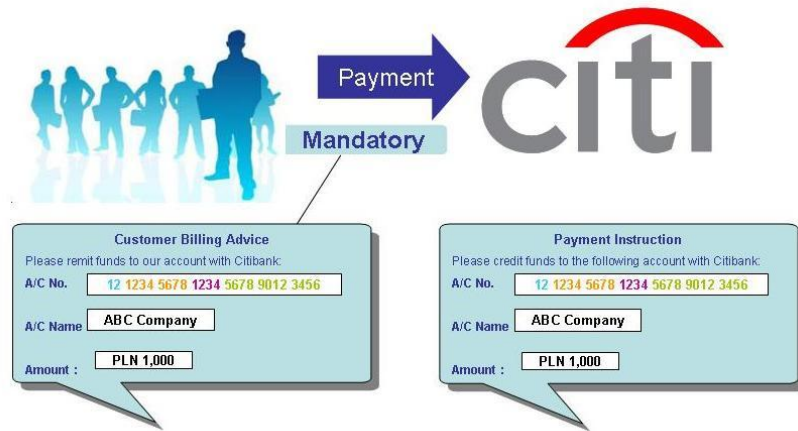 Payment
citi
Mandatory
Customer Billing Advice
Please remit funds to our account with Citibank:
A/C No. 12 1234 5678 1234 5678 9012 3456
A/C Name ABC Company
Amount : PLN 1,000
Payment Instruction
Please credit funds to the following account with Citibank:
A/C No. 12 1234 5678 1234 5678 9012 3456
A/C Name ABC Company
Amount : PLN 1,000